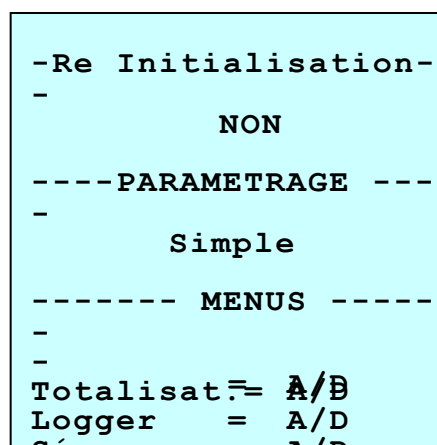 -Re Initialisation-
-
NON
----PARAMETRAGE ---
-
Simple
------- MENUS -----
-
-
Totalisat.= A/D
Logger = A/D